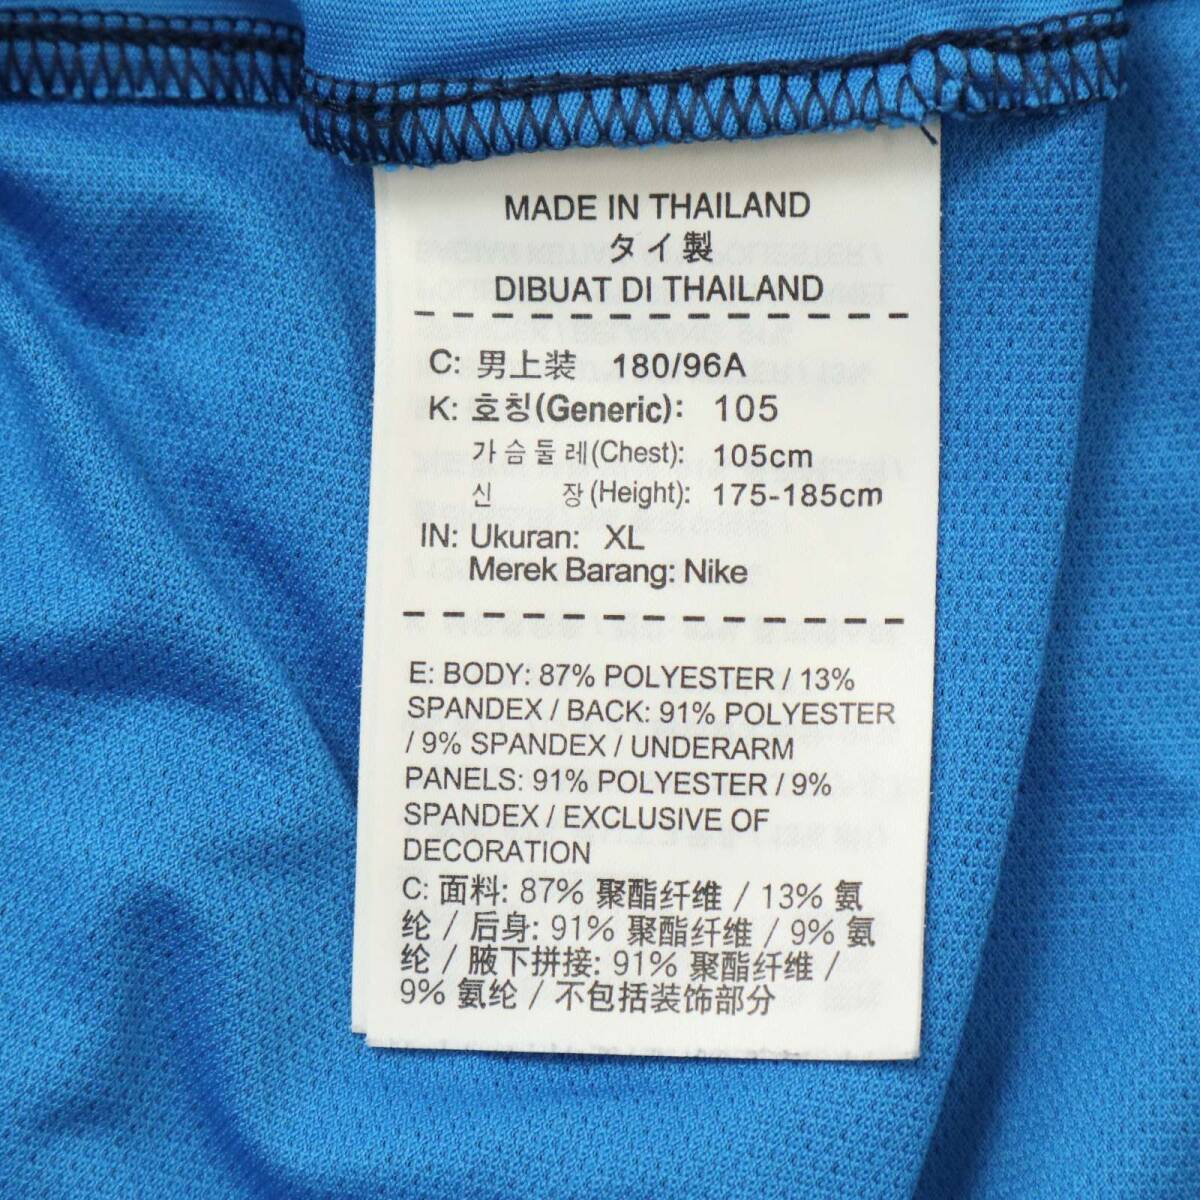 MADE IN THAILAND
タイ製
DIBUAT DI THAILAND
C: 男上装 180/96A
K: 호칭(Generic): 105
가슴둘레(Chest): 105cm
신 장(Height): 175-185cm
IN: Ukuran: XL
Merek Barang: Nike
E: BODY: 87% POLYESTER / 13%
SPANDEX / BACK: 91% POLYESTER
/ 9% SPANDEX / UNDERARM
PANELS: 91% POLYESTER / 9%
SPANDEX / EXCLUSIVE OF
DECORATION
C: 面料: 87% 聚酯纤维 / 13% 氨
纶 / 后身: 91% 聚酯纤维 / 9% 氨
纶 / 腋下拼接: 91% 聚酯纤维 /
9% 氨纶 / 不包括装饰部分